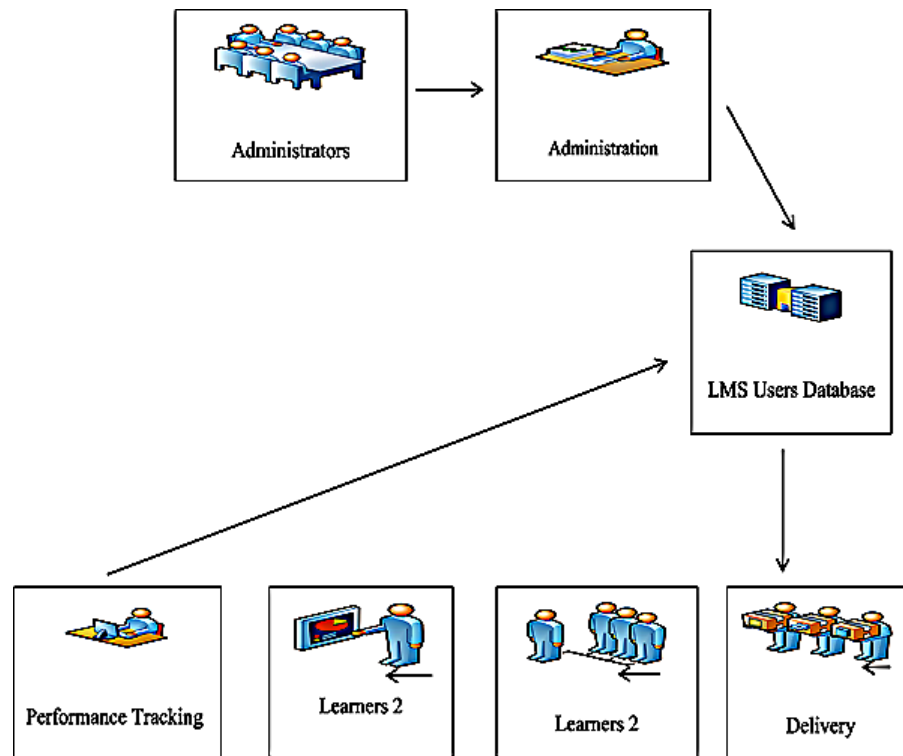 Administrators
Administration
LMS Users Database
Performance Tracking
Learners 2
Learners 2
Delivery